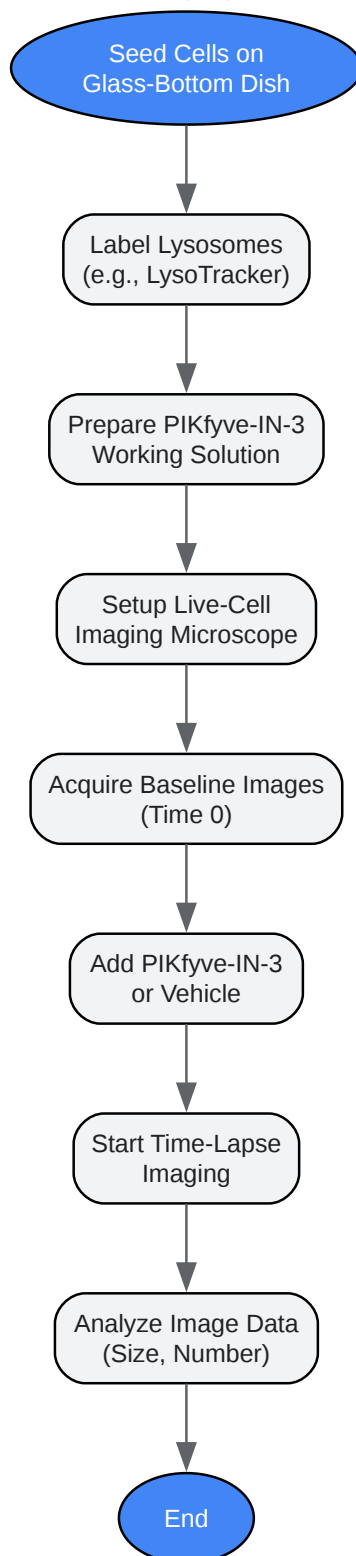 Seed Cells on
Glass-Bottom Dish
Label Lysosomes
(e.g., LysoTracker)
Prepare PIKfyve-IN-3
Working Solution
Setup Live-Cell
Imaging Microscope
Acquire Baseline Images
(Time 0)
Add PIKfyve-IN-3
or Vehicle
Start Time-Lapse
Imaging
Analyze Image Data
(Size, Number)
End